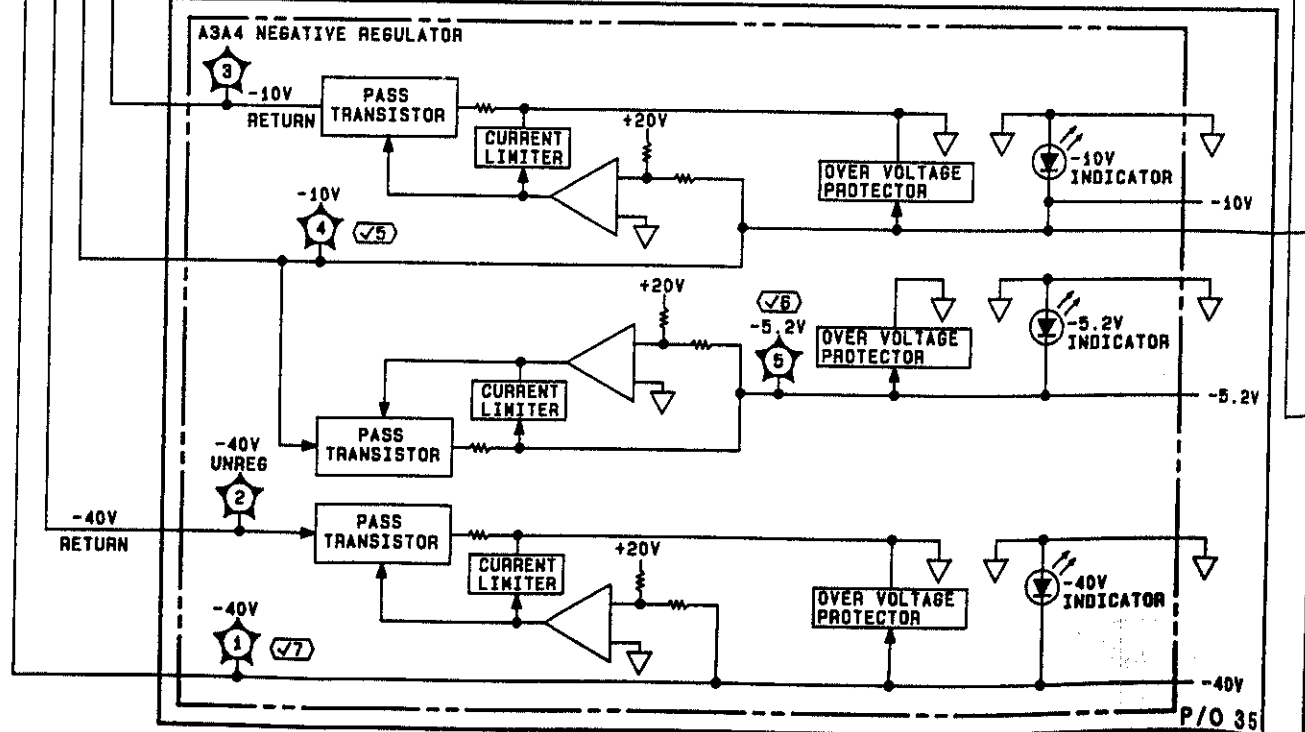 A3A4 NEGATIVE REGULATOR
3
-10V
RETURN
PASS
TRANSISTOR
CURRENT
LIMITER
+20V
OVER VOLTAGE
PROTECTOR
-10V
INDICATOR
-10V
-10V
4
√5
+20V
√6
-5.2V
5
OVER VOLTAGE
PROTECTOR
-5.2V
INDICATOR
-5.2V
CURRENT
LIMITER
PASS
TRANSISTOR
-40V
UNREG
2
-40V
RETURN
PASS
TRANSISTOR
CURRENT
LIMITER
+20V
OVER VOLTAGE
PROTECTOR
-40V
INDICATOR
-40V
1
√7
-40V
P/O 35